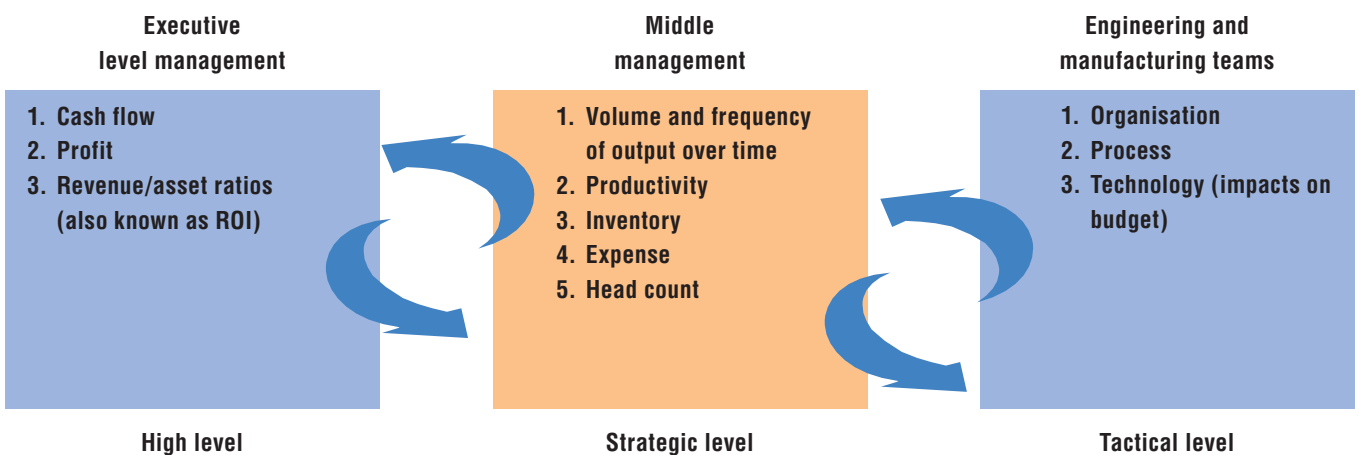 Executive
level management
1. Cash flow
2. Profit
3. Revenue/asset ratios
(also known as ROI)
High level
Middle
management
1. Volume and frequency
of output over time
2. Productivity
3. Inventory
4. Expense
5. Head count
Strategic level
Engineering and
manufacturing teams
1. Organisation
2. Process
3. Technology (impacts on
budget)
Tactical level